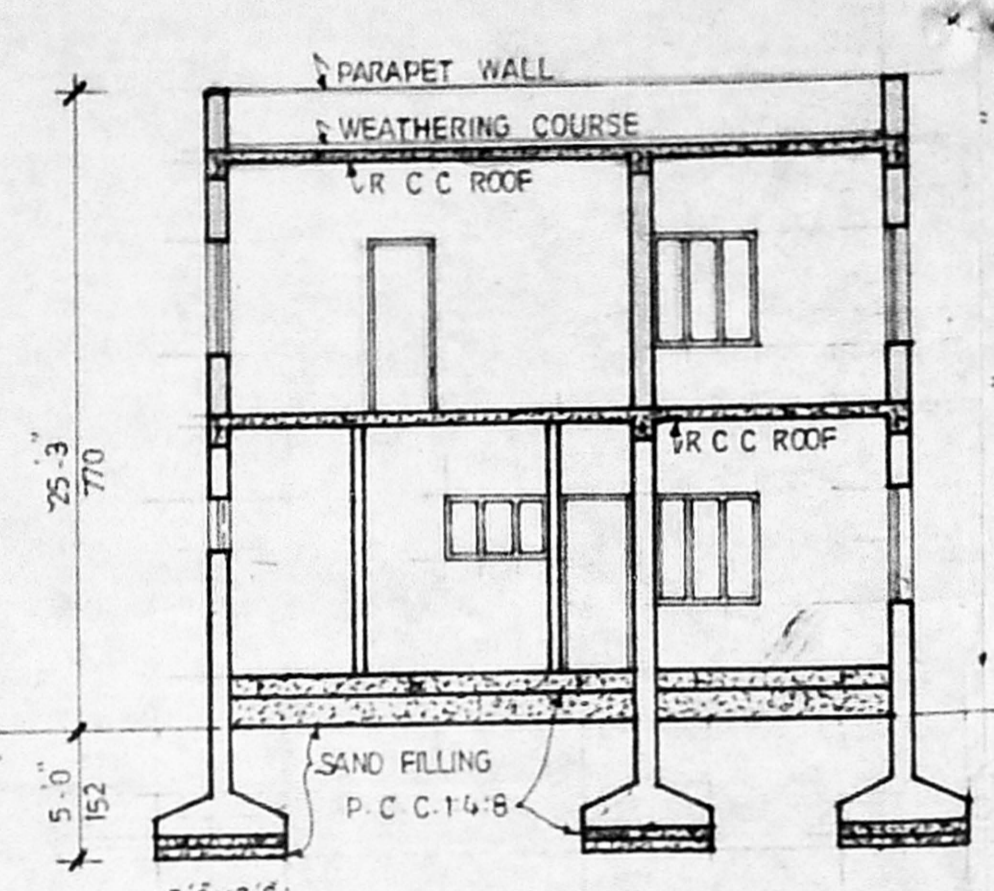 PARAPET WALL
WEATHERING COURSE
R C C ROOF
R C C ROOF
25'.3"
770
SAND FILLING
P.C.C.1:4:8
5'.0"
152